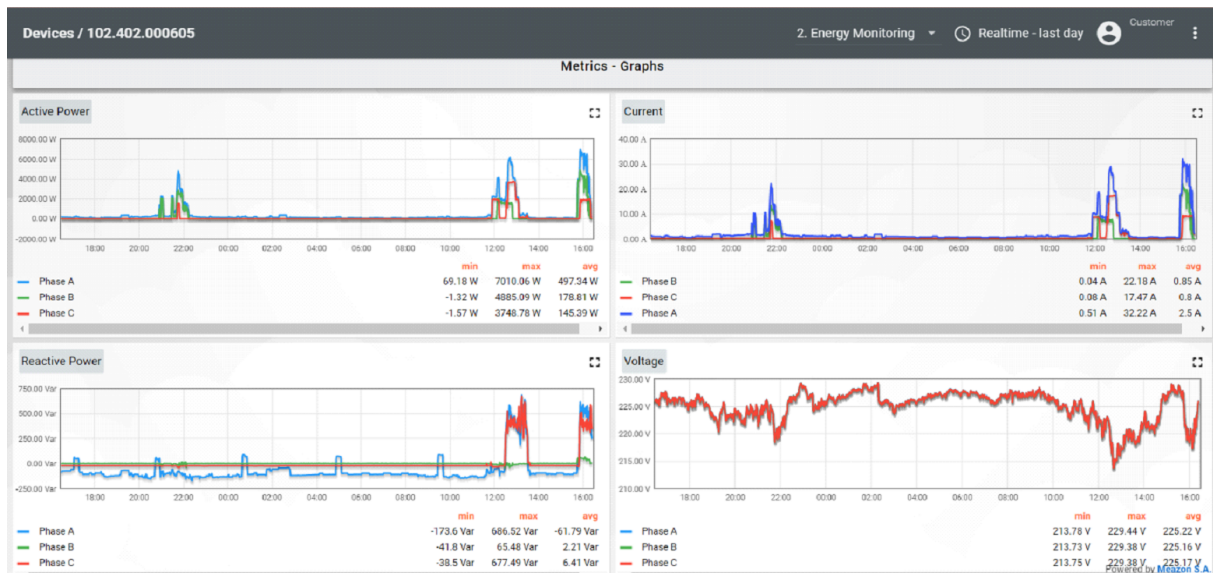 Devices / 102.402.000605 2. Energy Monitoring Realtime - last day Customer
Metrics - Graphs
Active Power
8000.00 W
6000.00 W
4000.00 W
2000.00 W
0.00 W
-2000.00 W
18:00 20:00 22:00 00:00 02:00 04:00 06:00 08:00 10:00 12:00 14:00 16:00
min max avg
Phase A 69.18 W 7010.06 W 497.34 W
Phase B -1.32 W 4885.09 W 178.81 W
Phase C -1.57 W 3748.78 W 145.39 W
Current
40.00 A
30.00 A
20.00 A
10.00 A
0.00 A
18:00 20:00 22:00 00:00 02:00 04:00 06:00 08:00 10:00 12:00 14:00 16:00
min max avg
Phase B 0.04 A 22.18 A 0.85 A
Phase C 0.08 A 17.47 A 0.8 A
Phase A 0.51 A 32.22 A 2.5 A
Reactive Power
750.00 Var
500.00 Var
250.00 Var
0.00 Var
-250.00 Var
18:00 20:00 22:00 00:00 02:00 04:00 06:00 08:00 10:00 12:00 14:00 16:00
min max avg
Phase A -173.6 Var 686.52 Var -61.79 Var
Phase B -41.8 Var 65.48 Var 2.21 Var
Phase C -38.5 Var 677.49 Var 6.41 Var
Voltage
230.00 V
225.00 V
220.00 V
215.00 V
210.00 V
18:00 20:00 22:00 00:00 02:00 04:00 06:00 08:00 10:00 12:00 14:00 16:00
min max avg
Phase A 213.78 V 229.44 V 225.22 V
Phase B 213.73 V 229.38 V 225.16 V
Phase C 213.75 V 229.38 V 225.17 V
Powered by Meazon S.A.